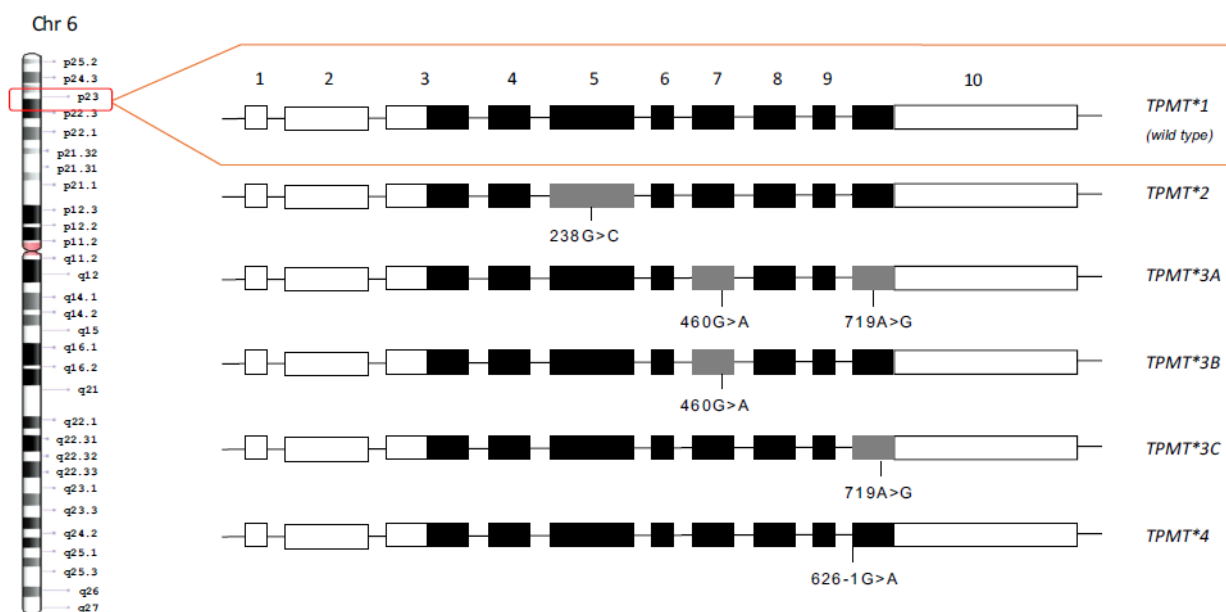 Chr 6
p25.2
p24.3
p23
p22.3
p22.1
p21.32
p21.31
p21.1
p12.3
p12.2
p11.2
q11.2
q12
q14.1
q14.2
q15
q16.1
q16.2
q21
q22.1
q22.31
q22.32
q22.33
q23.1
q23.3
q24.2
q25.1
q25.3
q26
q27
1 2 3 4 5 6 7 8 9 10
TPMT*1
(wild type)
TPMT*2
238G>C
TPMT*3A
460G>A 719A>G
TPMT*3B
460G>A
TPMT*3C
719A>G
TPMT*4
626-1G>A